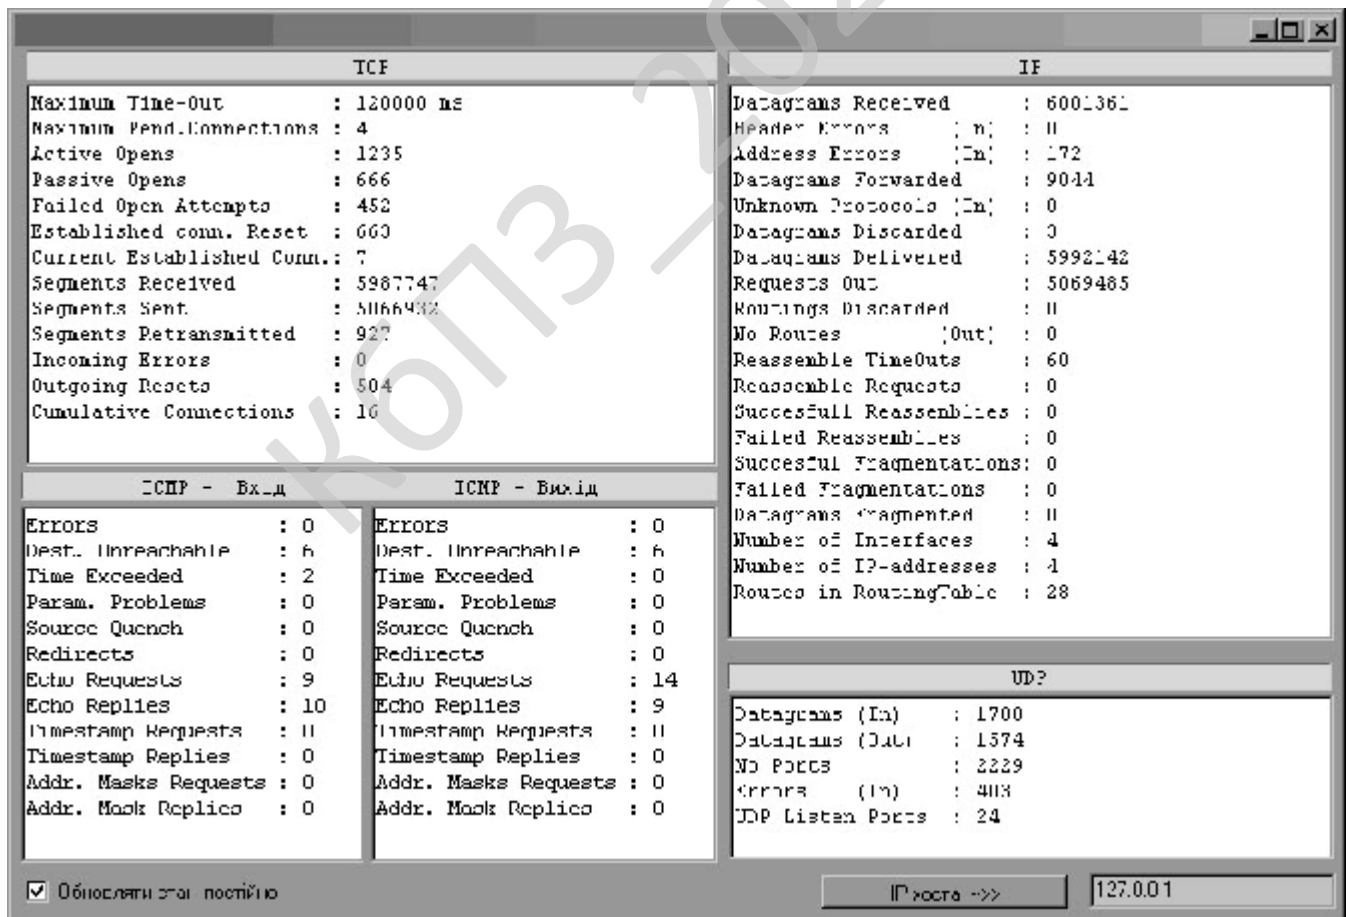 TCP
Maximum Time-Out : 120000 ms
Maximum Pend.Connections : 4
Active Opens : 1235
Passive Opens : 666
Failed Open Attempts : 452
Established conn. Reset :
Current Established Conn.: 7
Segments Received : 5987747
Segments Sent : 5066932
Segments Retransmitted : 927
Incoming Errors : 0
Outgoing Resets : 504
Cumulative Connections : 16
IP
Datagrams Received : 6001361
Header Errors (In) : 0
Address Errors (In) : 172
Datagrams Forwarded : 9044
Unknown Protocols (In) : 0
Datagrams Discarded : 0
Datagrams Delivered : 5992142
Requests Out : 5069485
Routings Discarded : 0
No Routes (Out) : 0
Reassemble TimeOuts : 60
Reassemble Requests : 0
Succesfull Reassemblies : 0
Failed Reassemblies : 0
Succesful Fragmentations: 0
Failed Fragmentations : 0
Datagrams Fragmented : 0
Number of Interfaces : 4
Number of IP-addresses : 4
Routes in RoutingTable : 28
ICMP - Вхід
Errors : 0
Dest. Unreachable : 6
Time Exceeded : 2
Param. Problems : 0
Source Quench : 0
Redirects : 0
Echo Requests : 9
Echo Replies : 10
Timestamp Requests : 0
Timestamp Replies : 0
Addr. Masks Requests : 0
Addr. Mask Replies : 0
ICMP - Вихід
Errors : 0
Dest. Unreachable : 6
Time Exceeded : 0
Param. Problems : 0
Source Quench : 0
Redirects : 0
Echo Requests : 14
Echo Replies : 9
Timestamp Requests : 0
Timestamp Replies : 0
Addr. Masks Requests : 0
Addr. Mask Replies : 0
UDP
Datagrams (In) : 1700
Datagrams (Out) : 1574
No Ports : 2229
Errors (In) : 403
UDP Listen Ports : 24
Обновляти стан постійно
IP хоста -->>
127.0.0.1